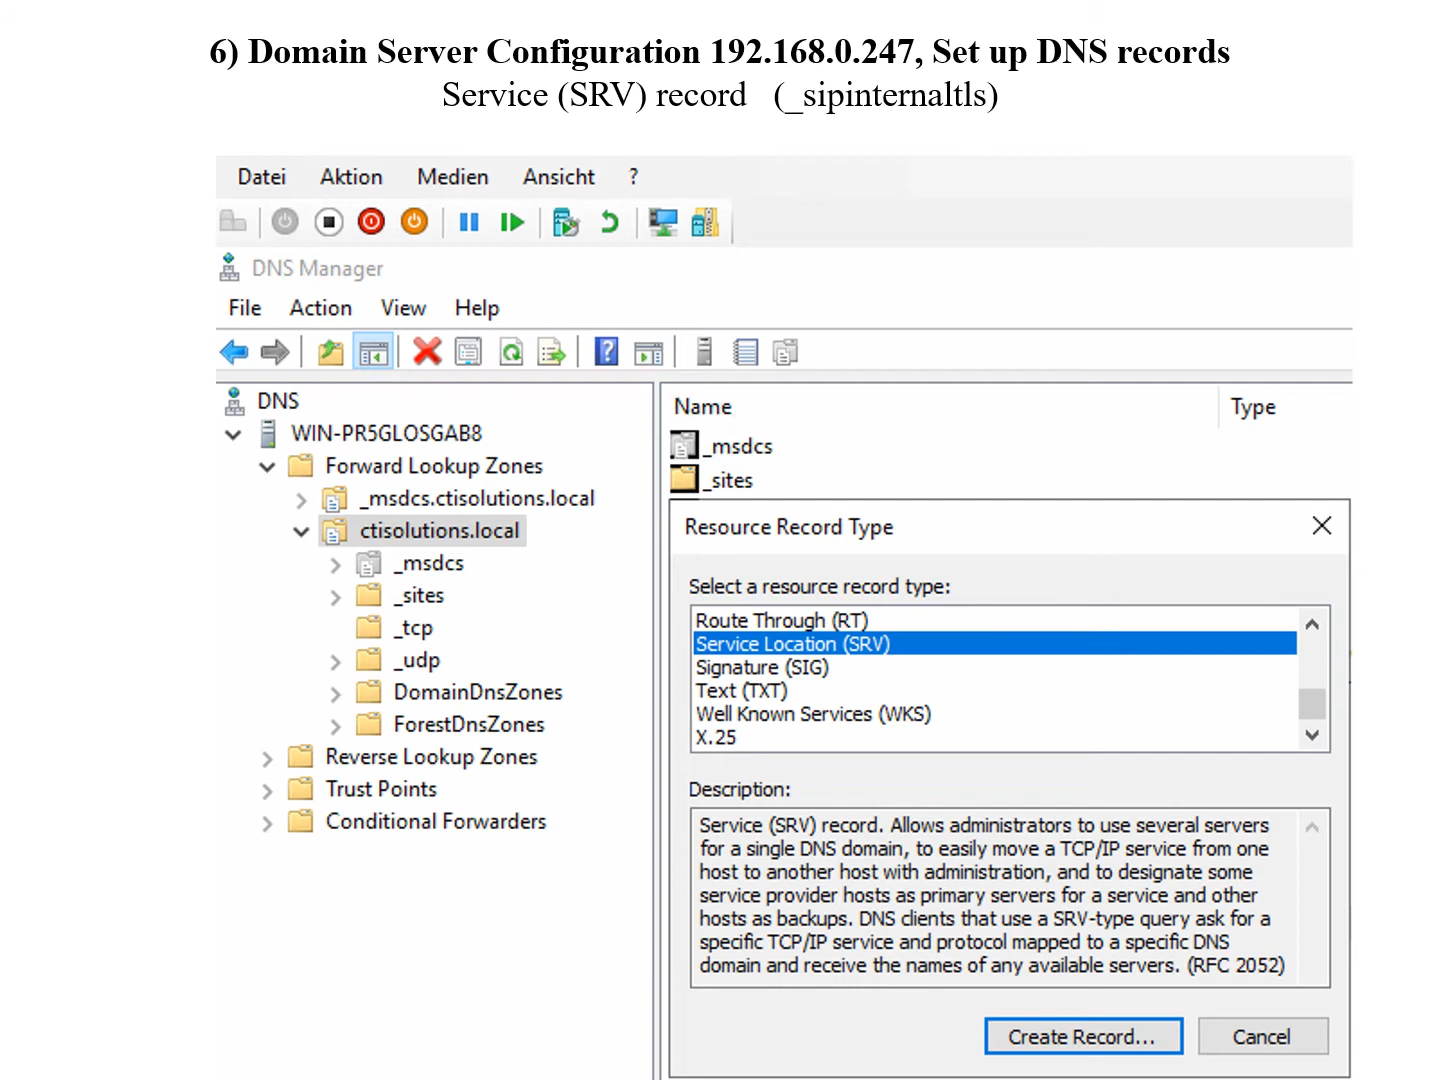 6) Domain Server Configuration 192.168.0.247, Set up DNS records
Service (SRV) record (_sipinternaltls)
Datei Aktion Medien Ansicht ?
DNS Manager
File Action View Help
DNS
WIN-PR5GLOSGAB8
Forward Lookup Zones
_msdcs.ctisolutions.local
ctisolutions.local
_msdcs
_sites
_tcp
_udp
DomainDnsZones
ForestDnsZones
Reverse Lookup Zones
Trust Points
Conditional Forwarders
Name Type
_msdcs
_sites
Resource Record Type
Select a resource record type:
Route Through (RT)
Service Location (SRV)
Signature (SIG)
Text (TXT)
Well Known Services (WKS)
X.25
Description:
Service (SRV) record. Allows administrators to use several servers
for a single DNS domain, to easily move a TCP/IP service from one
host to another host with administration, and to designate some
service provider hosts as primary servers for a service and other
hosts as backups. DNS clients that use a SRV-type query ask for a
specific TCP/IP service and protocol mapped to a specific DNS
domain and receive the names of any available servers. (RFC 2052)
Create Record... Cancel